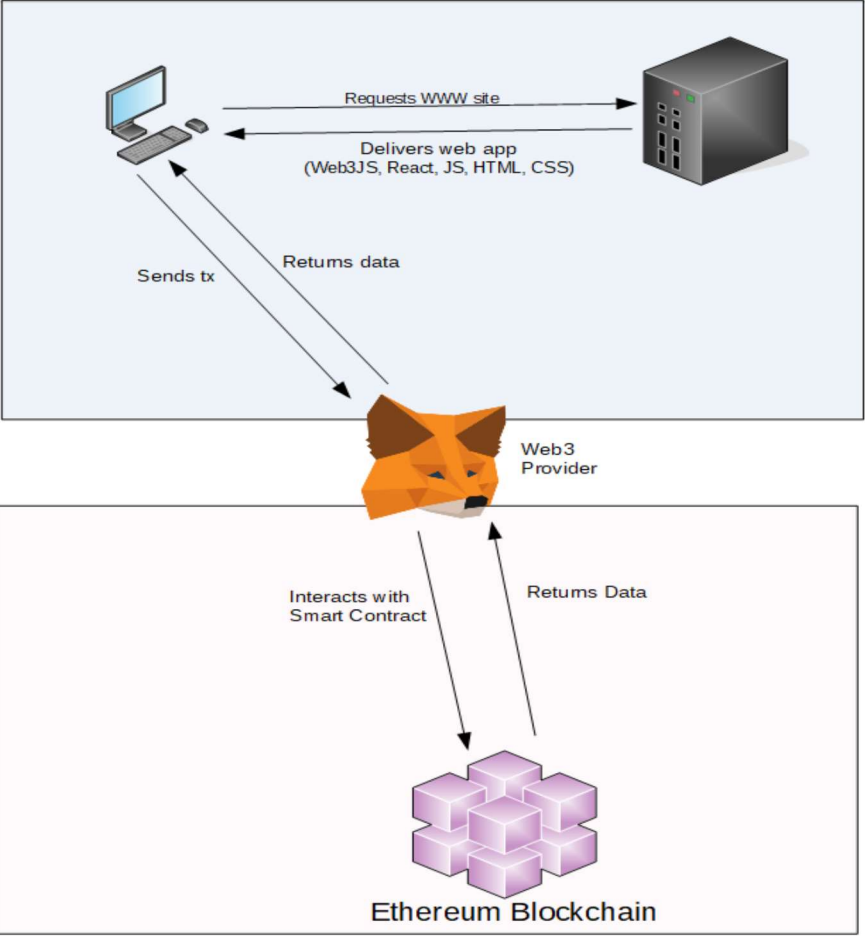 Requests WWW site
Delivers web app
(Web3JS, React, JS, HTML, CSS)
Returns data
Sends tx
Web3
Provider
Interacts with
Smart Contract
Returns Data
Ethereum Blockchain